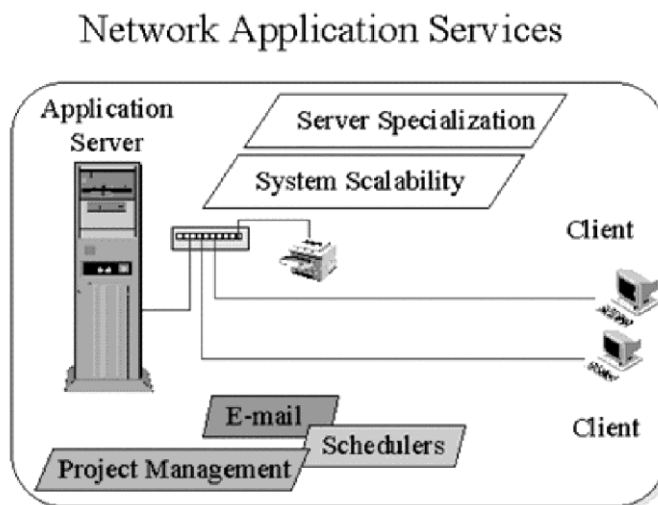 Network Application Services
Application
Server
Server Specialization
System Scalability
Client
E-mail
Schedulers
Project Management
Client